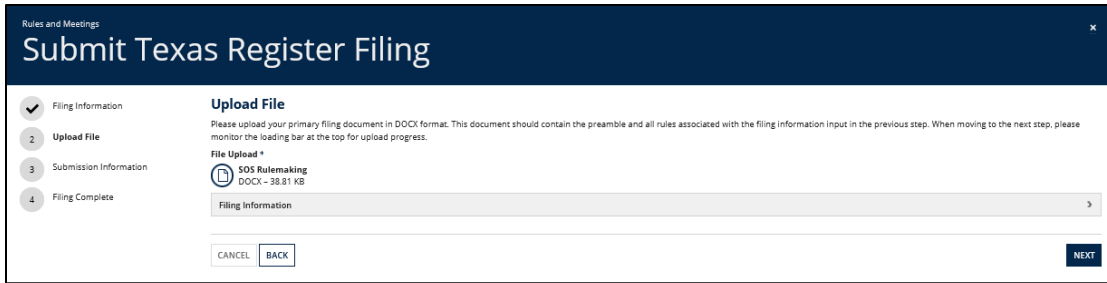 Rules and Meetings
Submit Texas Register Filing
×
Filing Information
2 Upload File
3 Submission Information
4 Filing Complete
Upload File
Please upload your primary filing document in DOCX format. This document should contain the preamble and all rules associated with the filing information input in the previous step. When moving to the next step, please
monitor the loading bar at the top for upload progress.
File Upload *
SOS Rulemaking
DOCX – 38.81 KB
Filing Information
CANCEL BACK NEXT